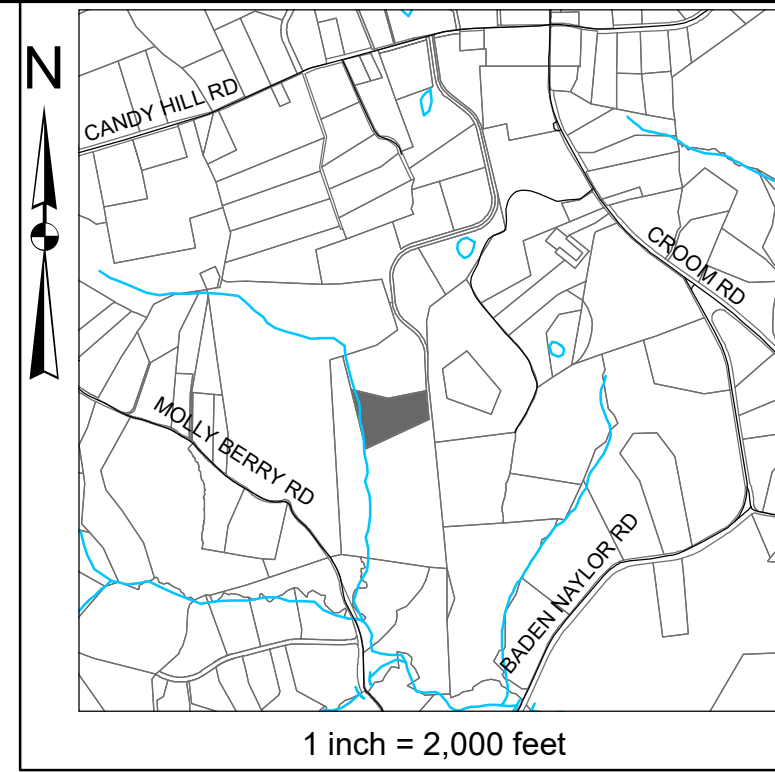 N
CANDY HILL RD
CROOM RD
MOLLY BERRY RD
BADEN NAYLOR RD
1 inch = 2,000 feet